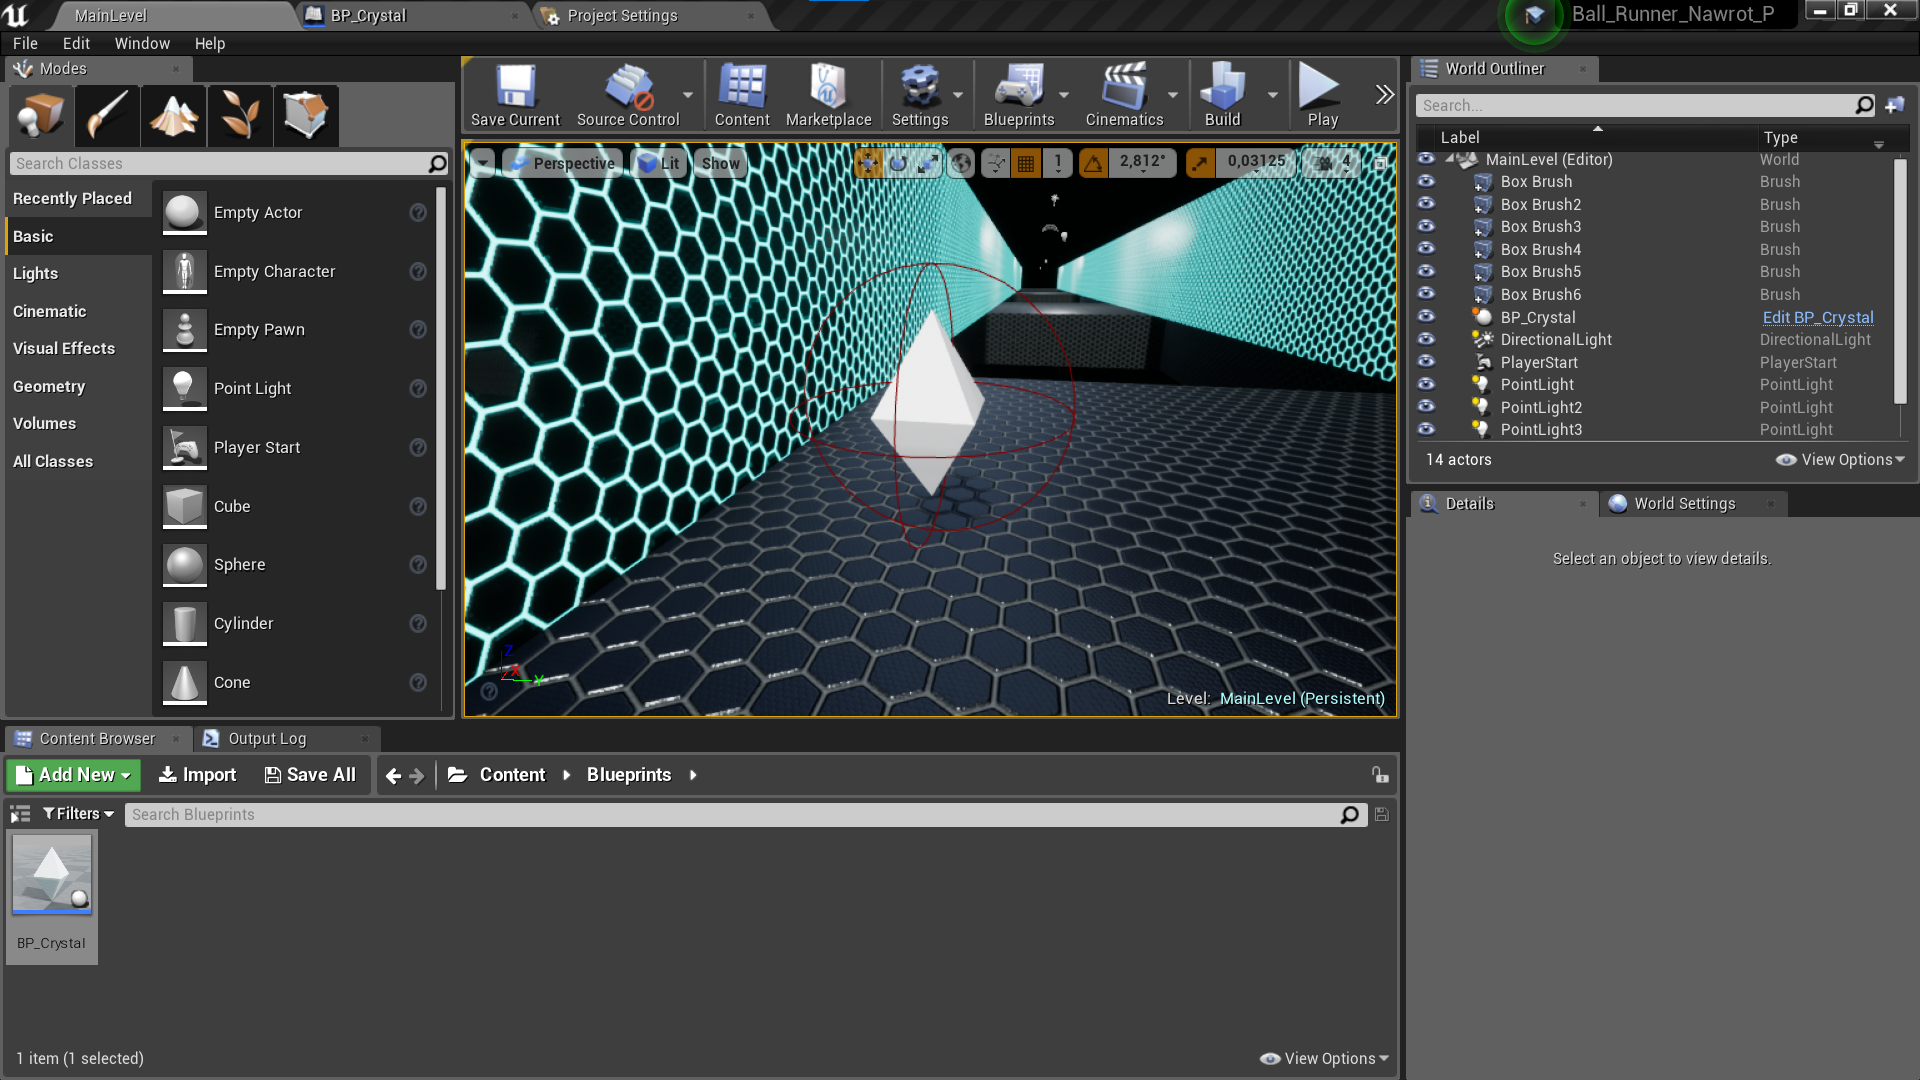 MainLevel
BP_Crystal
Project Settings
Ball_Runner_Nawrot_P
File Edit Window Help
Modes
Search Classes
Recently Placed
Basic
Lights
Cinematic
Visual Effects
Geometry
Volumes
All Classes
Empty Actor
Empty Character
Empty Pawn
Point Light
Player Start
Cube
Sphere
Cylinder
Cone
Save Current
Source Control
Content
Marketplace
Settings
Blueprints
Cinematics
Build
Play
Perspective
Lit
Show
1
2,812°
0,03125
4
Z
X
Y
Level: MainLevel (Persistent)
World Outliner
Search...
Label Type
MainLevel (Editor) World
Box Brush Brush
Box Brush2 Brush
Box Brush3 Brush
Box Brush4 Brush
Box Brush5 Brush
Box Brush6 Brush
BP_Crystal Edit BP_Crystal
DirectionalLight DirectionalLight
PlayerStart PlayerStart
PointLight PointLight
PointLight2 PointLight
PointLight3 PointLight
14 actors View Options
Details
World Settings
Select an object to view details.
Content Browser
Output Log
Add New Import Save All Content Blueprints
Filters
Search Blueprints
BP_Crystal
1 item (1 selected) View Options